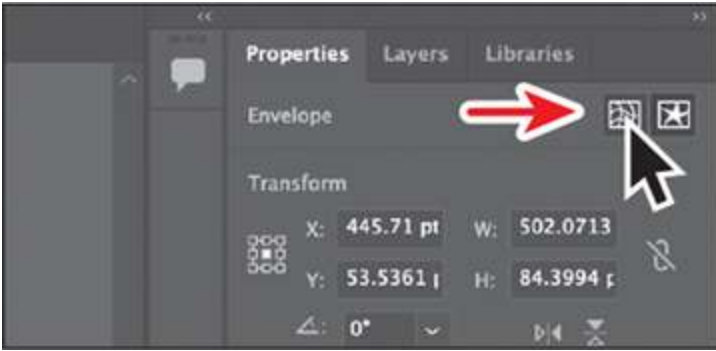 Properties Layers Libraries
Envelope
Transform
X: 445.71 pt W: 502.0713
Y: 53.5361 H: 84.3994 p
0°